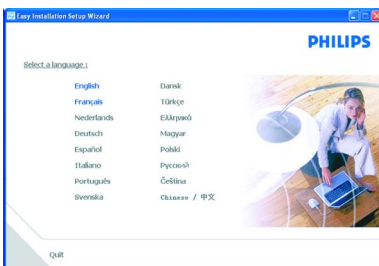 Easy Installation Setup Wizard
PHILIPS
Select a language :
English
Français
Nederlands
Deutsch
Español
Italiano
Português
Svenska
Dansk
Türkçe
Ελληνικά
Magyar
Polski
Русский
Čeština
Chinese / 中文
Quit